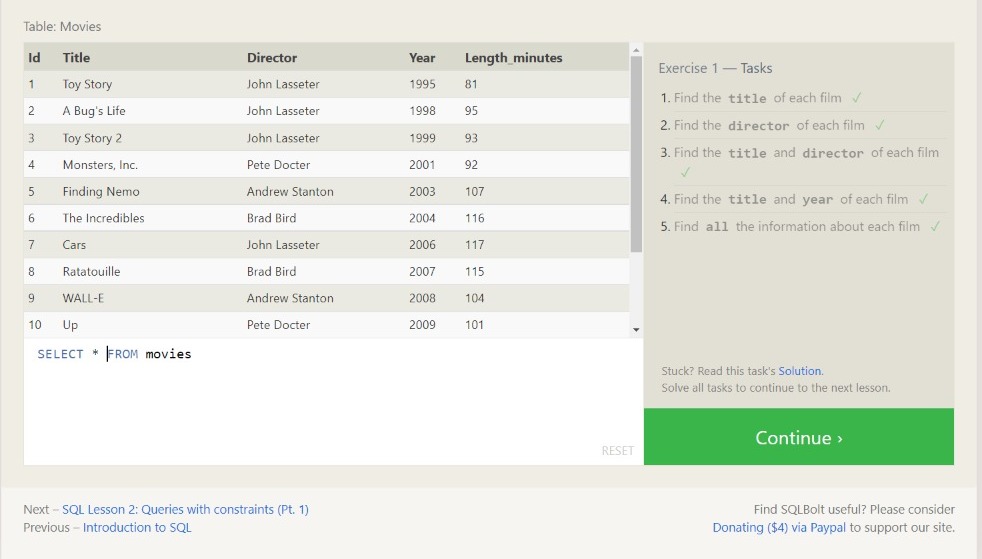 Table: Movies
Id Title Director Year Length_minutes
1 Toy Story John Lasseter 1995 81
2 A Bug's Life John Lasseter 1998 95
3 Toy Story 2 John Lasseter 1999 93
4 Monsters, Inc. Pete Docter 2001 92
5 Finding Nemo Andrew Stanton 2003 107
6 The Incredibles Brad Bird 2004 116
7 Cars John Lasseter 2006 117
8 Ratatouille Brad Bird 2007 115
9 WALL-E Andrew Stanton 2008 104
10 Up Pete Docter 2009 101
SELECT * FROM movies
RESET
Exercise 1 — Tasks
1. Find the title of each film ✓
2. Find the director of each film ✓
3. Find the title and director of each film
✓
4. Find the title and year of each film ✓
5. Find all the information about each film ✓
Stuck? Read this task's Solution.
Solve all tasks to continue to the next lesson.
Continue ›
Next – SQL Lesson 2: Queries with constraints (Pt. 1)
Previous – Introduction to SQL
Find SQLBolt useful? Please consider
Donating ($4) via Paypal to support our site.